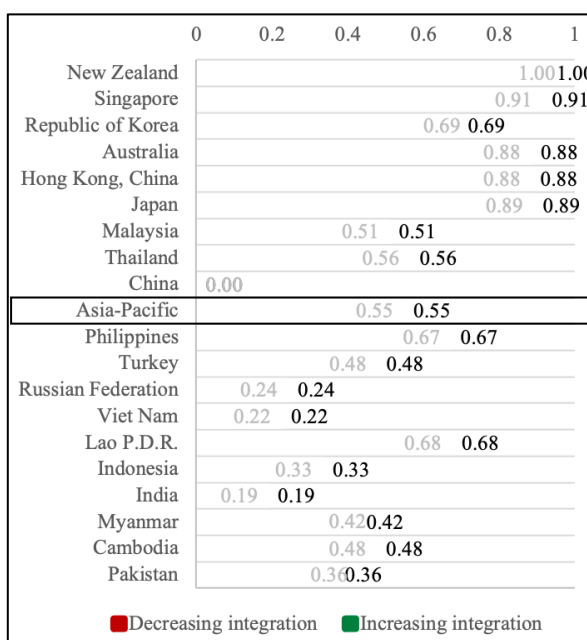 0 0.2 0.4 0.6 0.8 1
New Zealand 1.00 1.00
Singapore 0.91 0.91
Republic of Korea 0.69 0.69
Australia 0.88 0.88
Hong Kong, China 0.88 0.88
Japan 0.89 0.89
Malaysia 0.51 0.51
Thailand 0.56 0.56
China 0.00
Asia-Pacific 0.55 0.55
Philippines 0.67 0.67
Turkey 0.48 0.48
Russian Federation 0.24 0.24
Viet Nam 0.22 0.22
Lao P.D.R. 0.68 0.68
Indonesia 0.33 0.33
India 0.19 0.19
Myanmar 0.42 0.42
Cambodia 0.48 0.48
Pakistan 0.36 0.36
Decreasing integration Increasing integration